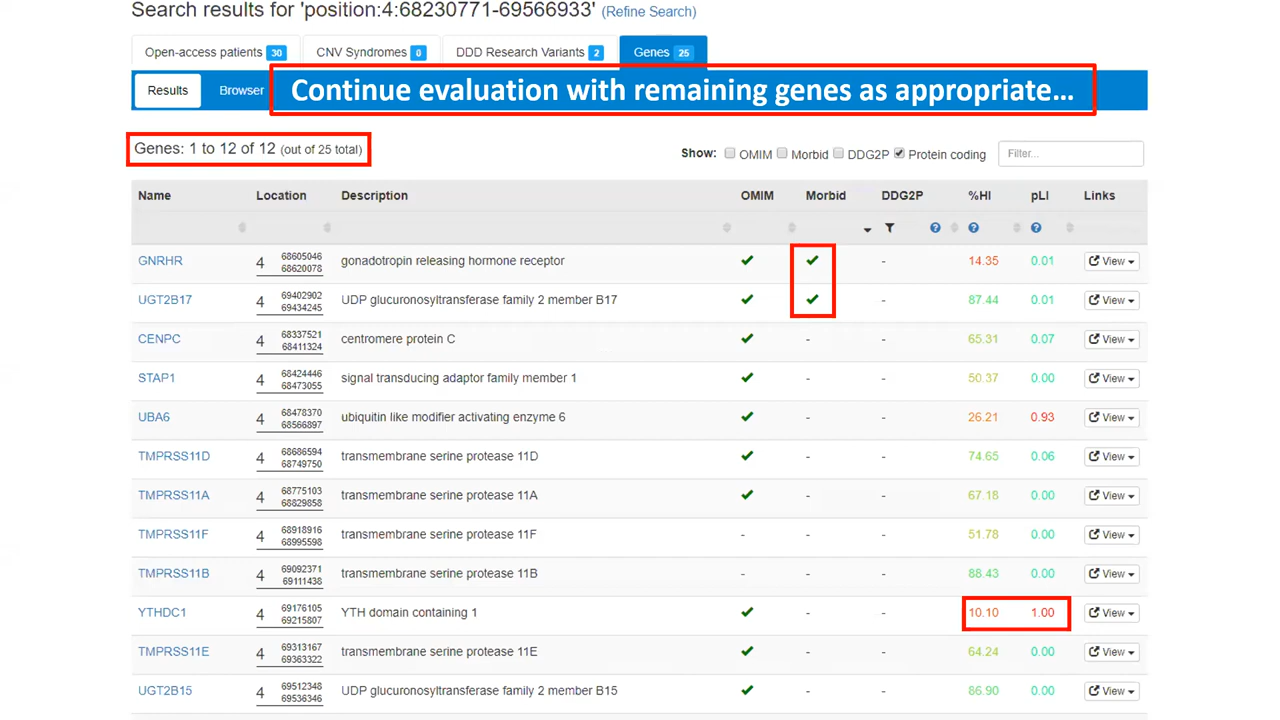 Search results for 'position:4:68230771-69566933' (Refine Search)
Open-access patients 30 CNV Syndromes 0 DDD Research Variants 2 Genes 25
Results Browser Continue evaluation with remaining genes as appropriate...
Genes: 1 to 12 of 12 (out of 25 total)
Show: OMIM Morbid DDG2P Protein coding Filter...
Name Location Description OMIM Morbid DDG2P %HI pLI Links
? ? ?
GNRHR 4 68605046 68620078 gonadotropin releasing hormone receptor - 14.35 0.01 View
UGT2B17 4 69402902 69434245 UDP glucuronosyltransferase family 2 member B17 - 87.44 0.01 View
CENPC 4 68337521 68411324 centromere protein C - - 65.31 0.07 View
STAP1 4 68424446 68473055 signal transducing adaptor family member 1 - - 50.37 0.00 View
UBA6 4 68478370 68566897 ubiquitin like modifier activating enzyme 6 - - 26.21 0.93 View
TMPRSS11D 4 68686594 68749750 transmembrane serine protease 11D - - 74.65 0.06 View
TMPRSS11A 4 68775103 68829858 transmembrane serine protease 11A - - 67.18 0.00 View
TMPRSS11F 4 68918916 68995598 transmembrane serine protease 11F - - - 51.78 0.00 View
TMPRSS11B 4 69092371 69111438 transmembrane serine protease 11B - - - 88.43 0.00 View
YTHDC1 4 69176105 69215807 YTH domain containing 1 - - 10.10 1.00 View
TMPRSS11E 4 69313167 69363322 transmembrane serine protease 11E - - 64.24 0.00 View
UGT2B15 4 69512348 69536346 UDP glucuronosyltransferase family 2 member B15 - - 86.90 0.00 View